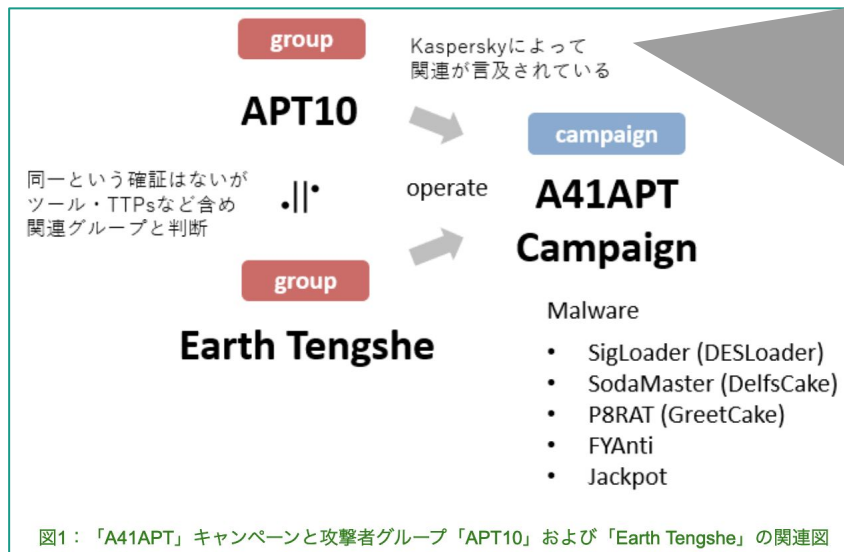 group
APT10
Kasperskyによって
関連が言及されている
campaign
同一という確証はないが
ツール・TTPsなど含め
関連グループと判断
operate
A41APT
Campaign
group
Earth Tengshe
Malware
• SigLoader (DESLoader)
• SodaMaster (DelfsCake)
• P8RAT (GreetCake)
• FYAnti
• Jackpot
図1：「A41APT」キャンペーンと攻撃者グループ「APT10」および「Earth Tengshe」の関連図